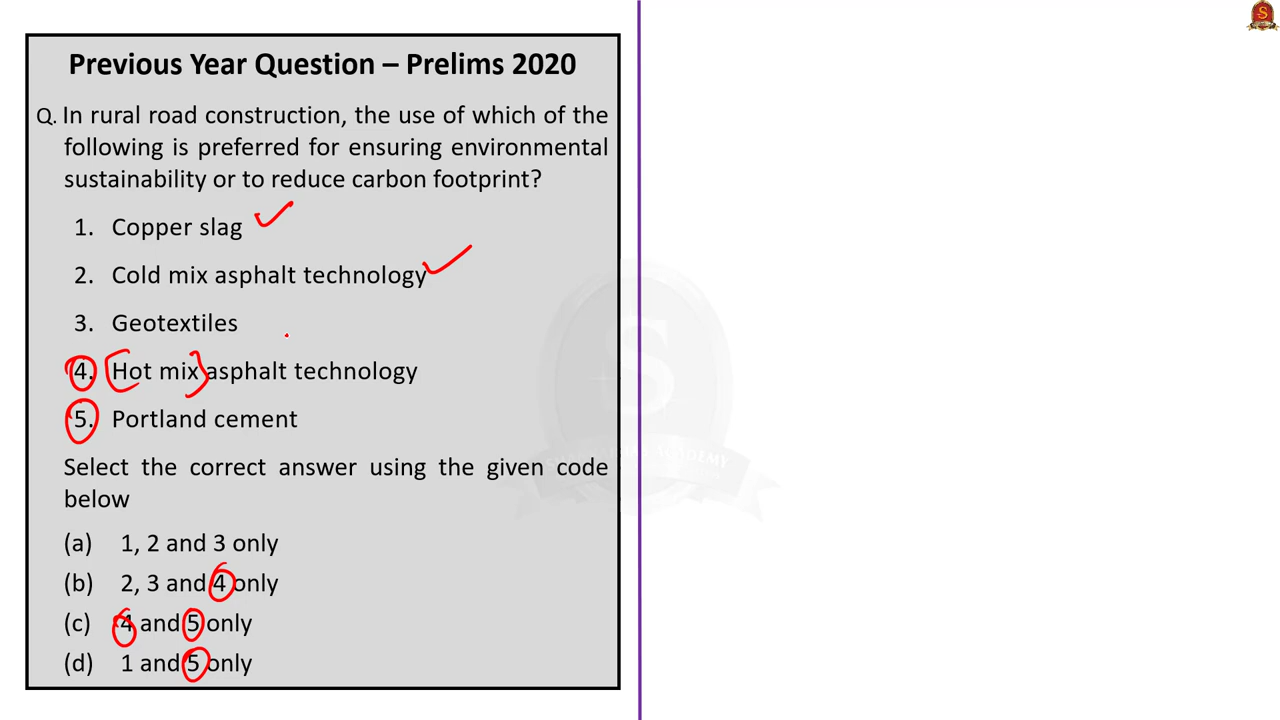 Previous Year Question – Prelims 2020
Q. In rural road construction, the use of which of the
following is preferred for ensuring environmental
sustainability or to reduce carbon footprint?
1. Copper slag
2. Cold mix asphalt technology
3. Geotextiles
4. Hot mix asphalt technology
5. Portland cement
Select the correct answer using the given code
below
(a) 1, 2 and 3 only
(b) 2, 3 and 4 only
(c) 4 and 5 only
(d) 1 and 5 only
S
S